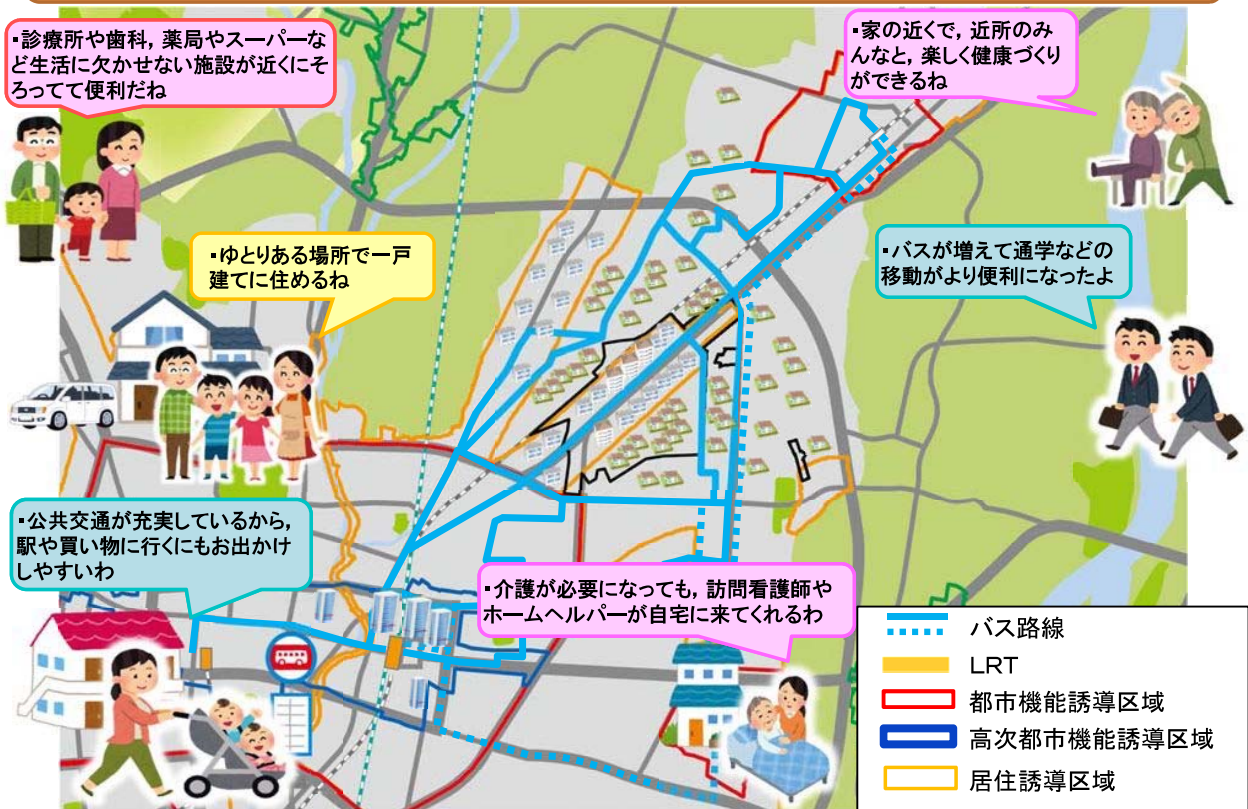 ・診療所や歯科，薬局やスーパーな
ど生活に欠かせない施設が近くにそ
ろってて便利だね
・家の近くで，近所のみ
んなと，楽しく健康づくり
ができるね
・ゆとりある場所で一戸
建てに住めるね
・バスが増えて通学などの
移動がより便利になったよ
・公共交通が充実しているから，
駅や買い物に行くにもお出かけ
しやすいわ
・介護が必要になっても，訪問看護師や
ホームヘルパーが自宅に来てくれるわ
バス路線
LRT
都市機能誘導区域
高次都市機能誘導区域
居住誘導区域